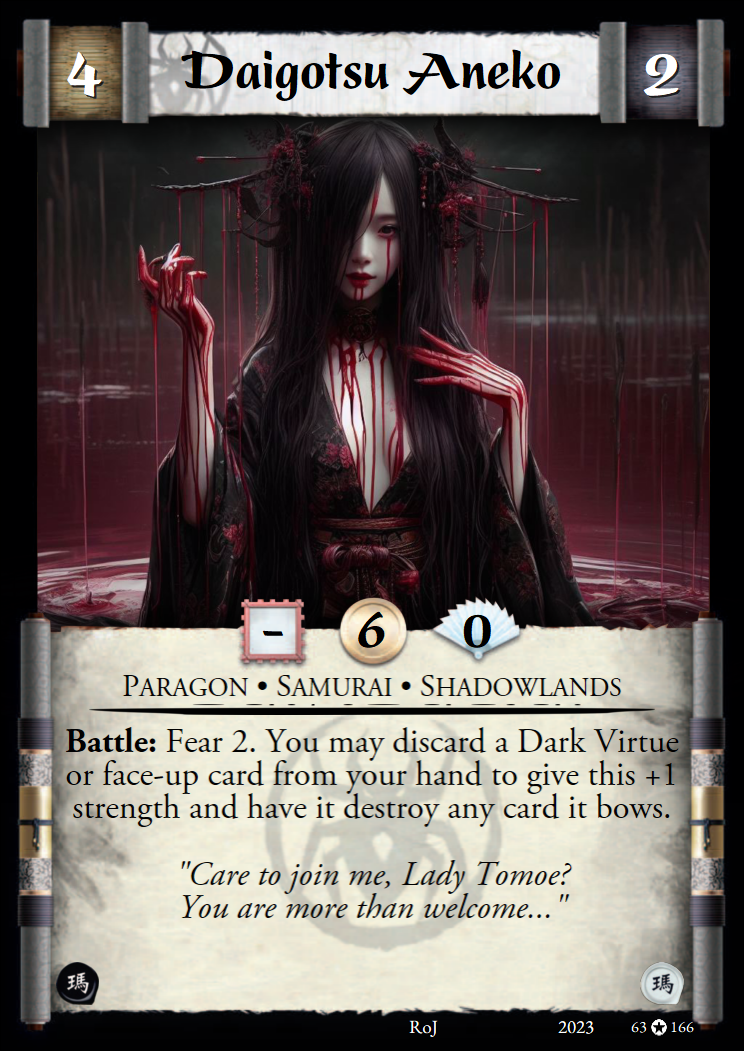 4
Daigotsu Aneko
2
-
6
0
Paragon • Samurai • Shadowlands
Battle: Fear 2. You may discard a Dark Virtue
or face-up card from your hand to give this +1
strength and have it destroy any card it bows.
"Care to join me, Lady Tomoe?
You are more than welcome..."
瑪
瑪
RoJ
2023
63 ✪ 166